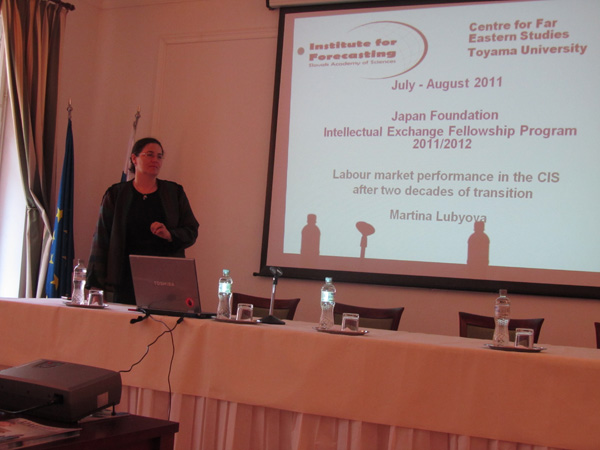 Institute for
Forecasting
Slovak Academy of Sciences
Centre for Far
Eastern Studies
Toyama University
July - August 2011
Japan Foundation
Intellectual Exchange Fellowship Program
2011/2012
Labour market performance in the CIS
after two decades of transition
Martina Lubyova
TOSHIBA